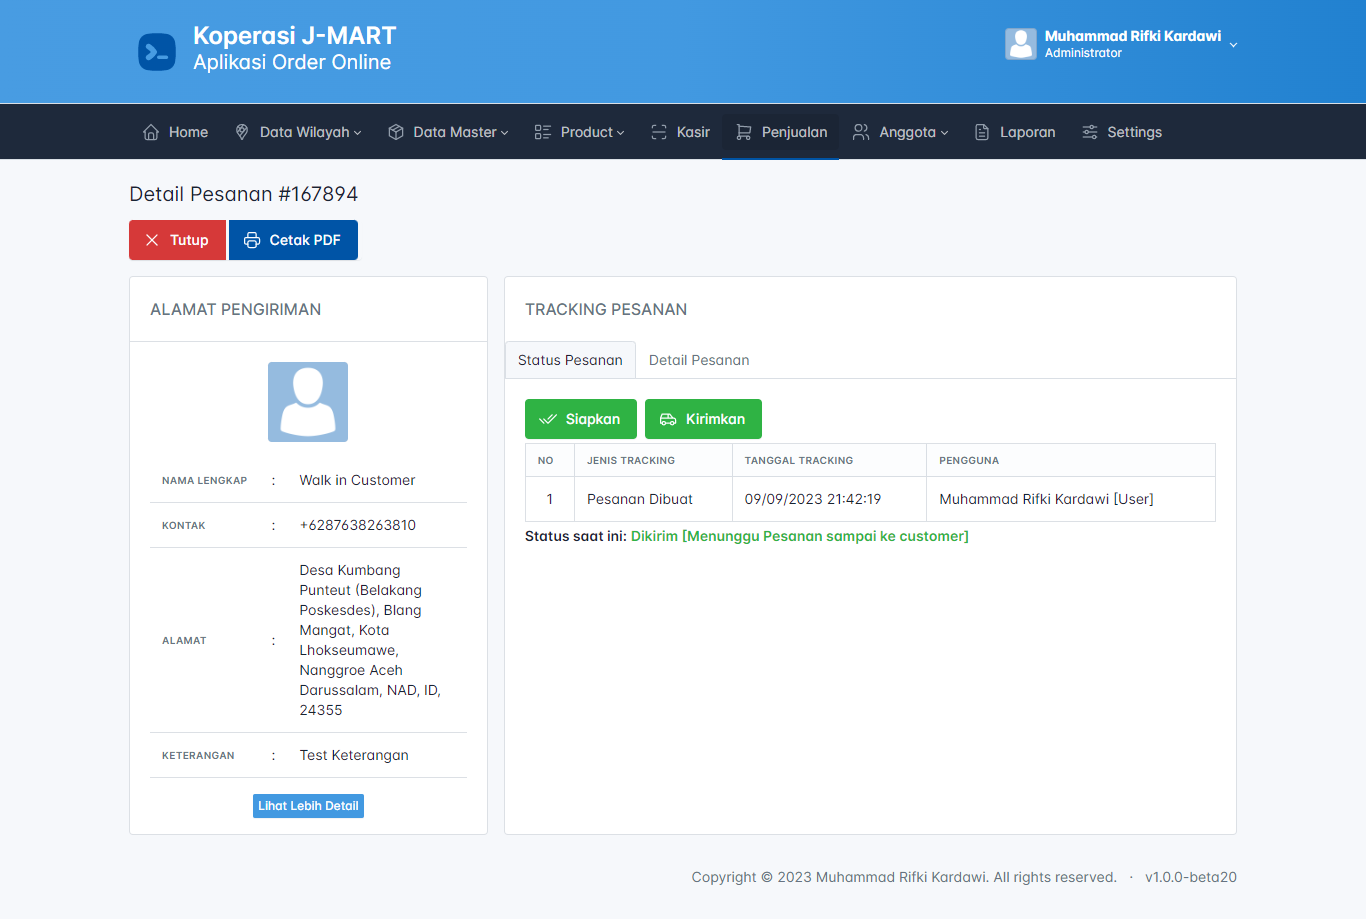 Koperasi J-MART
Aplikasi Order Online
Muhammad Rifki Kardawi
Administrator
Home Data Wilayah Data Master Product Kasir Penjualan Anggota Laporan Settings
Detail Pesanan #167894
Tutup Cetak PDF
ALAMAT PENGIRIMAN
NAMA LENGKAP : Walk in Customer
KONTAK : +6287638263810
ALAMAT : Desa Kumbang
Punteut (Belakang
Poskesdes), Blang
Mangat, Kota
Lhokseumawe,
Nanggroe Aceh
Darussalam, NAD, ID,
24355
KETERANGAN : Test Keterangan
Lihat Lebih Detail
TRACKING PESANAN
Status Pesanan Detail Pesanan
Siapkan Kirimkan
NO JENIS TRACKING TANGGAL TRACKING PENGGUNA
1 Pesanan Dibuat 09/09/2023 21:42:19 Muhammad Rifki Kardawi [User]
Status saat ini: Dikirim [Menunggu Pesanan sampai ke customer]
Copyright © 2023 Muhammad Rifki Kardawi. All rights reserved. · v1.0.0-beta20